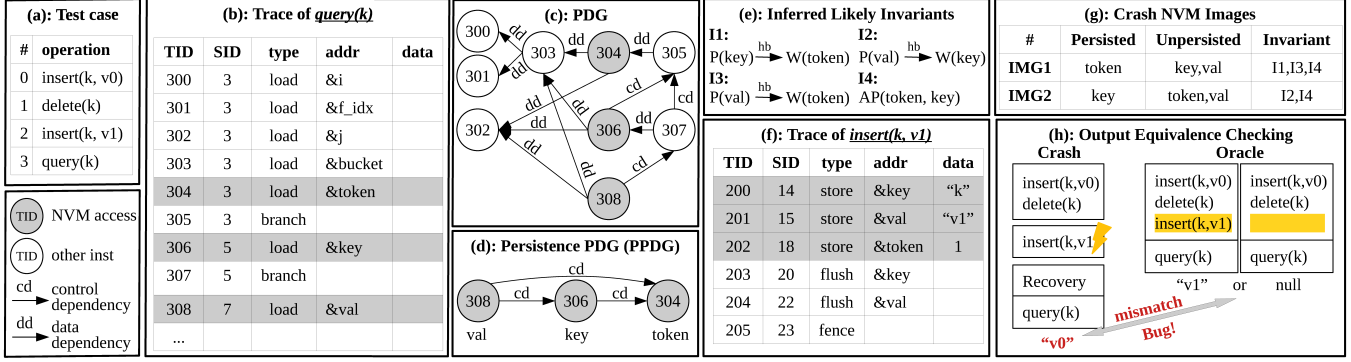 (a): Test case
# operation
0 insert(k, v0)
1 delete(k)
2 insert(k, v1)
3 query(k)
TID NVM access
TID other inst
cd control dependency
dd data dependency
(b): Trace of query(k)
TID SID type addr data
300 3 load &i
301 3 load &f_idx
302 3 load &j
303 3 load &bucket
304 3 load &token
305 3 branch
306 5 load &key
307 5 branch
308 7 load &val
...
(c): PDG
300 dd 303 dd 304 dd 305
301 dd
dd dd cd cd
302 dd 306 dd 307
dd dd cd
308
(d): Persistence PDG (PPDG)
cd
308 cd 306 cd 304
val key token
(e): Inferred Likely Invariants
I1: I2:
P(key) hb W(token) P(val) hb W(key)
I3: I4:
P(val) hb W(token) AP(token, key)
(f): Trace of insert(k, v1)
TID SID type addr data
200 14 store &key “k”
201 15 store &val “v1”
202 18 store &token 1
203 20 flush &key
204 22 flush &val
205 23 fence
(g): Crash NVM Images
# Persisted Unpersisted Invariant
IMG1 token key,val I1,I3,I4
IMG2 key token,val I2,I4
(h): Output Equivalence Checking
Crash Oracle
insert(k,v0)
delete(k)
insert(k,v1
Recovery
query(k)
“v0”
insert(k,v0) insert(k,v0)
delete(k) delete(k)
insert(k,v1)
query(k) query(k)
“v1” or null
mismatch
Bug!